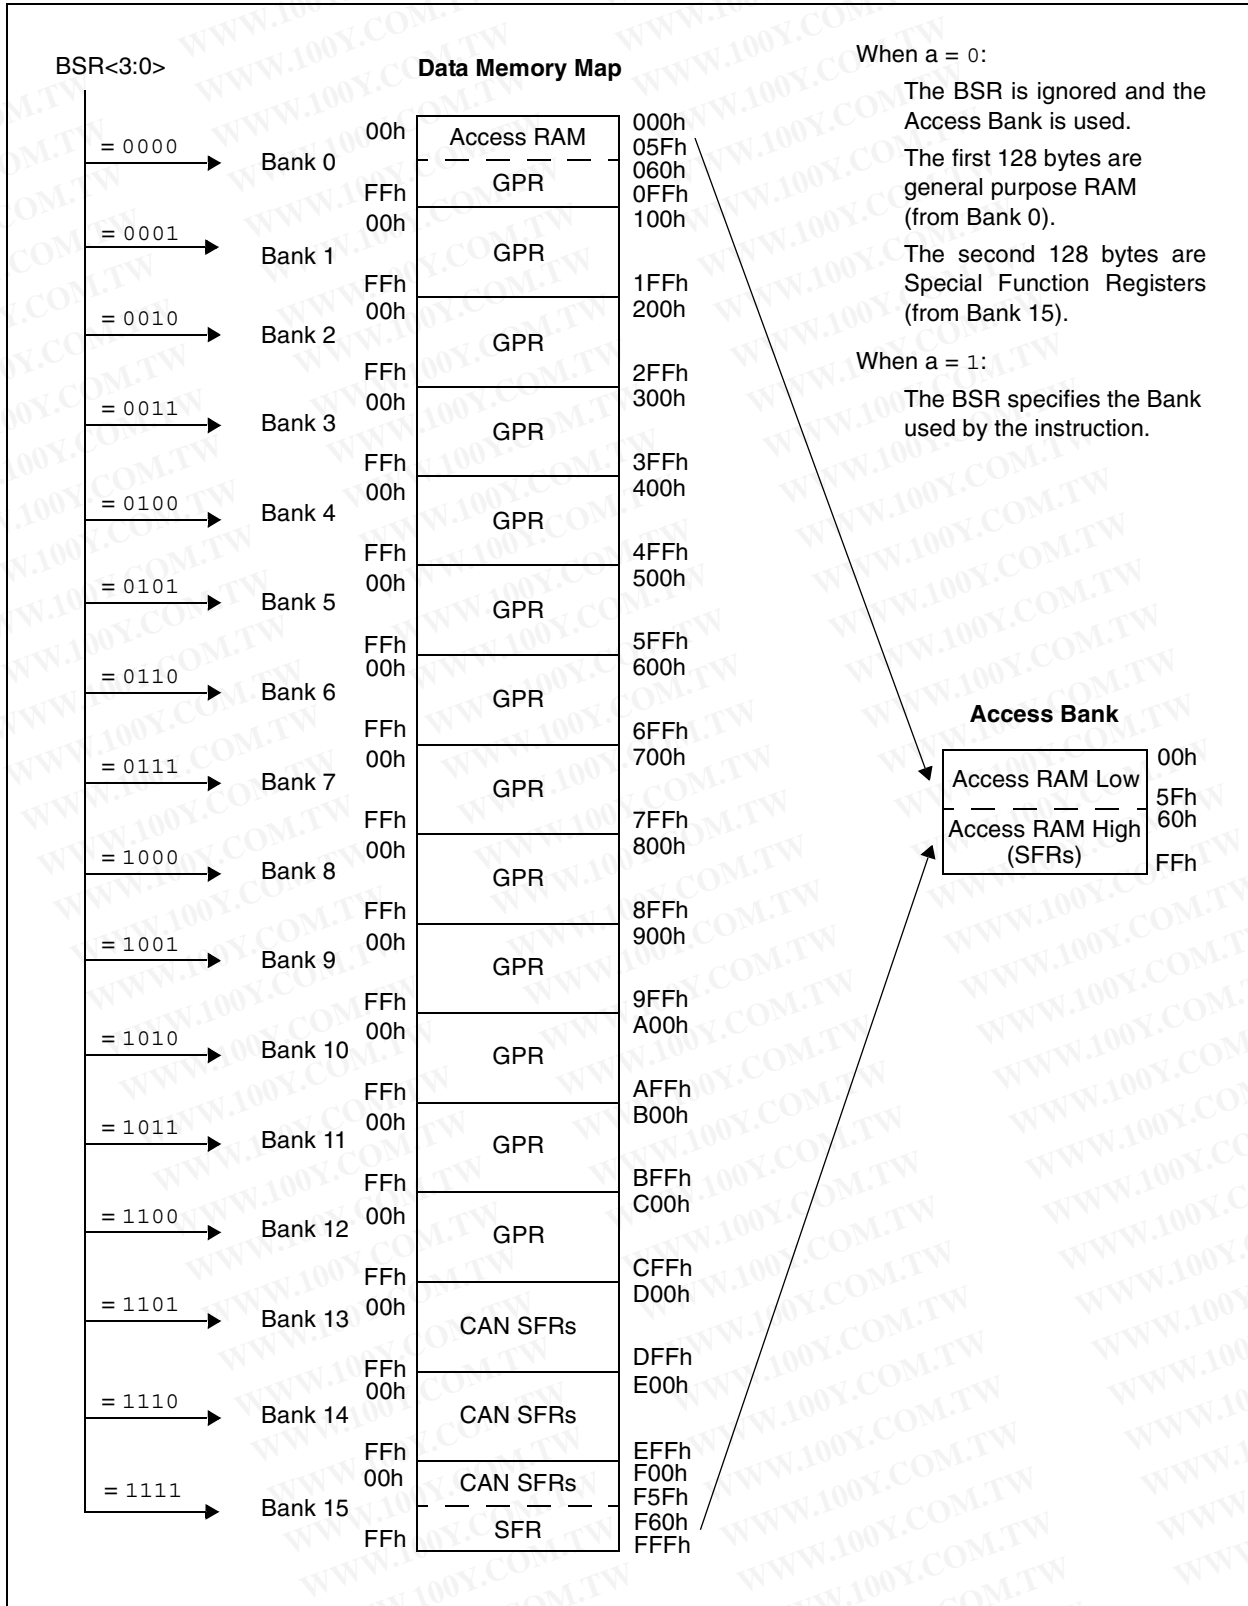 BSR<3:0>
Data Memory Map
When a = 0:
The BSR is ignored and the
Access Bank is used.
The first 128 bytes are
general purpose RAM
(from Bank 0).
The second 128 bytes are
Special Function Registers
(from Bank 15).
When a = 1:
The BSR specifies the Bank
used by the instruction.
= 0000
Bank 0
00h
Access RAM
000h
05Fh
GPR
060h
FFh
0FFh
= 0001
Bank 1
00h
100h
GPR
FFh
1FFh
= 0010
Bank 2
00h
200h
GPR
FFh
2FFh
= 0011
Bank 3
00h
300h
GPR
FFh
3FFh
= 0100
Bank 4
00h
400h
GPR
FFh
4FFh
= 0101
Bank 5
00h
500h
GPR
FFh
5FFh
= 0110
Bank 6
00h
600h
GPR
FFh
6FFh
= 0111
Bank 7
00h
700h
GPR
FFh
7FFh
= 1000
Bank 8
00h
800h
GPR
FFh
8FFh
= 1001
Bank 9
00h
900h
GPR
FFh
9FFh
= 1010
Bank 10
00h
A00h
GPR
FFh
AFFh
= 1011
Bank 11
00h
B00h
GPR
FFh
BFFh
= 1100
Bank 12
00h
C00h
GPR
FFh
CFFh
= 1101
Bank 13
00h
D00h
CAN SFRs
FFh
DFFh
= 1110
Bank 14
00h
E00h
CAN SFRs
FFh
EFFh
= 1111
Bank 15
00h
F00h
CAN SFRs
F5Fh
SFR
F60h
FFh
FFFh
Access Bank
Access RAM Low
00h
5Fh
Access RAM High
(SFRs)
60h
FFh
WWW.100Y.COM.TW